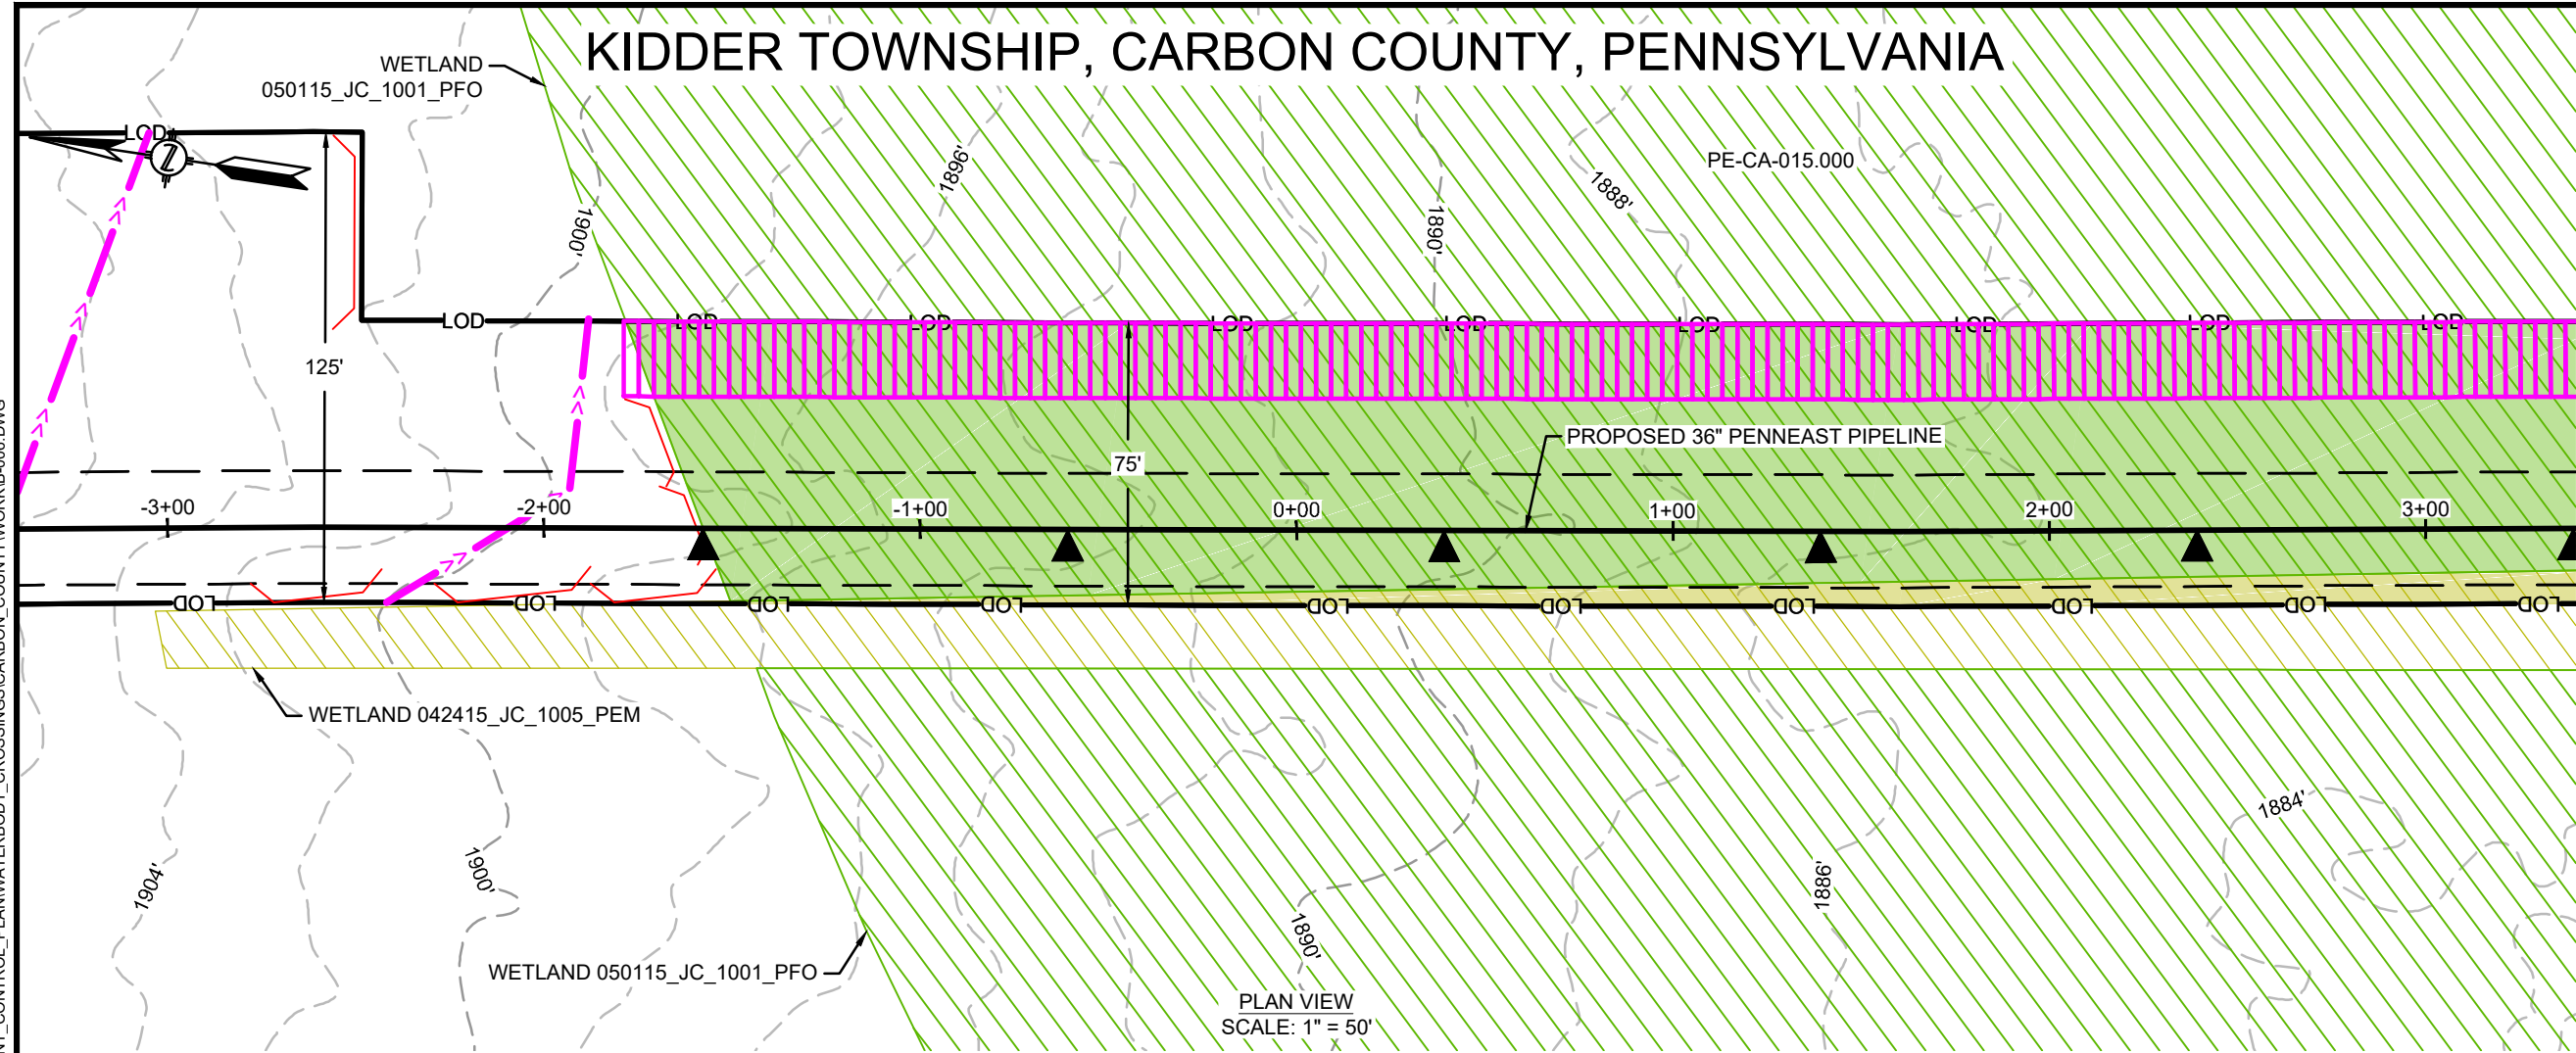 KIDDER TOWNSHIP, CARBON COUNTY, PENNSYLVANIA
WETLAND
050115_JC_1001_PFO
LOD
1896'
PE-CA-015.000
1888'
1900'
1890'
LOD
LOD
LOD
LOD
LOD
LOD
LOD
LOD
LOD
125'
PROPOSED 36" PENNEAST PIPELINE
75'
-3+00
-2+00
-1+00
0+00
1+00
2+00
3+00
LOD
LOD
LOD
LOD
LOD
LOD
LOD
LOD
LOD
LOD
WETLAND 042415_JC_1005_PEM
1884'
1904'
1900'
1886'
1890'
WETLAND 050115_JC_1001_PFO
PLAN VIEW
SCALE: 1" = 50'